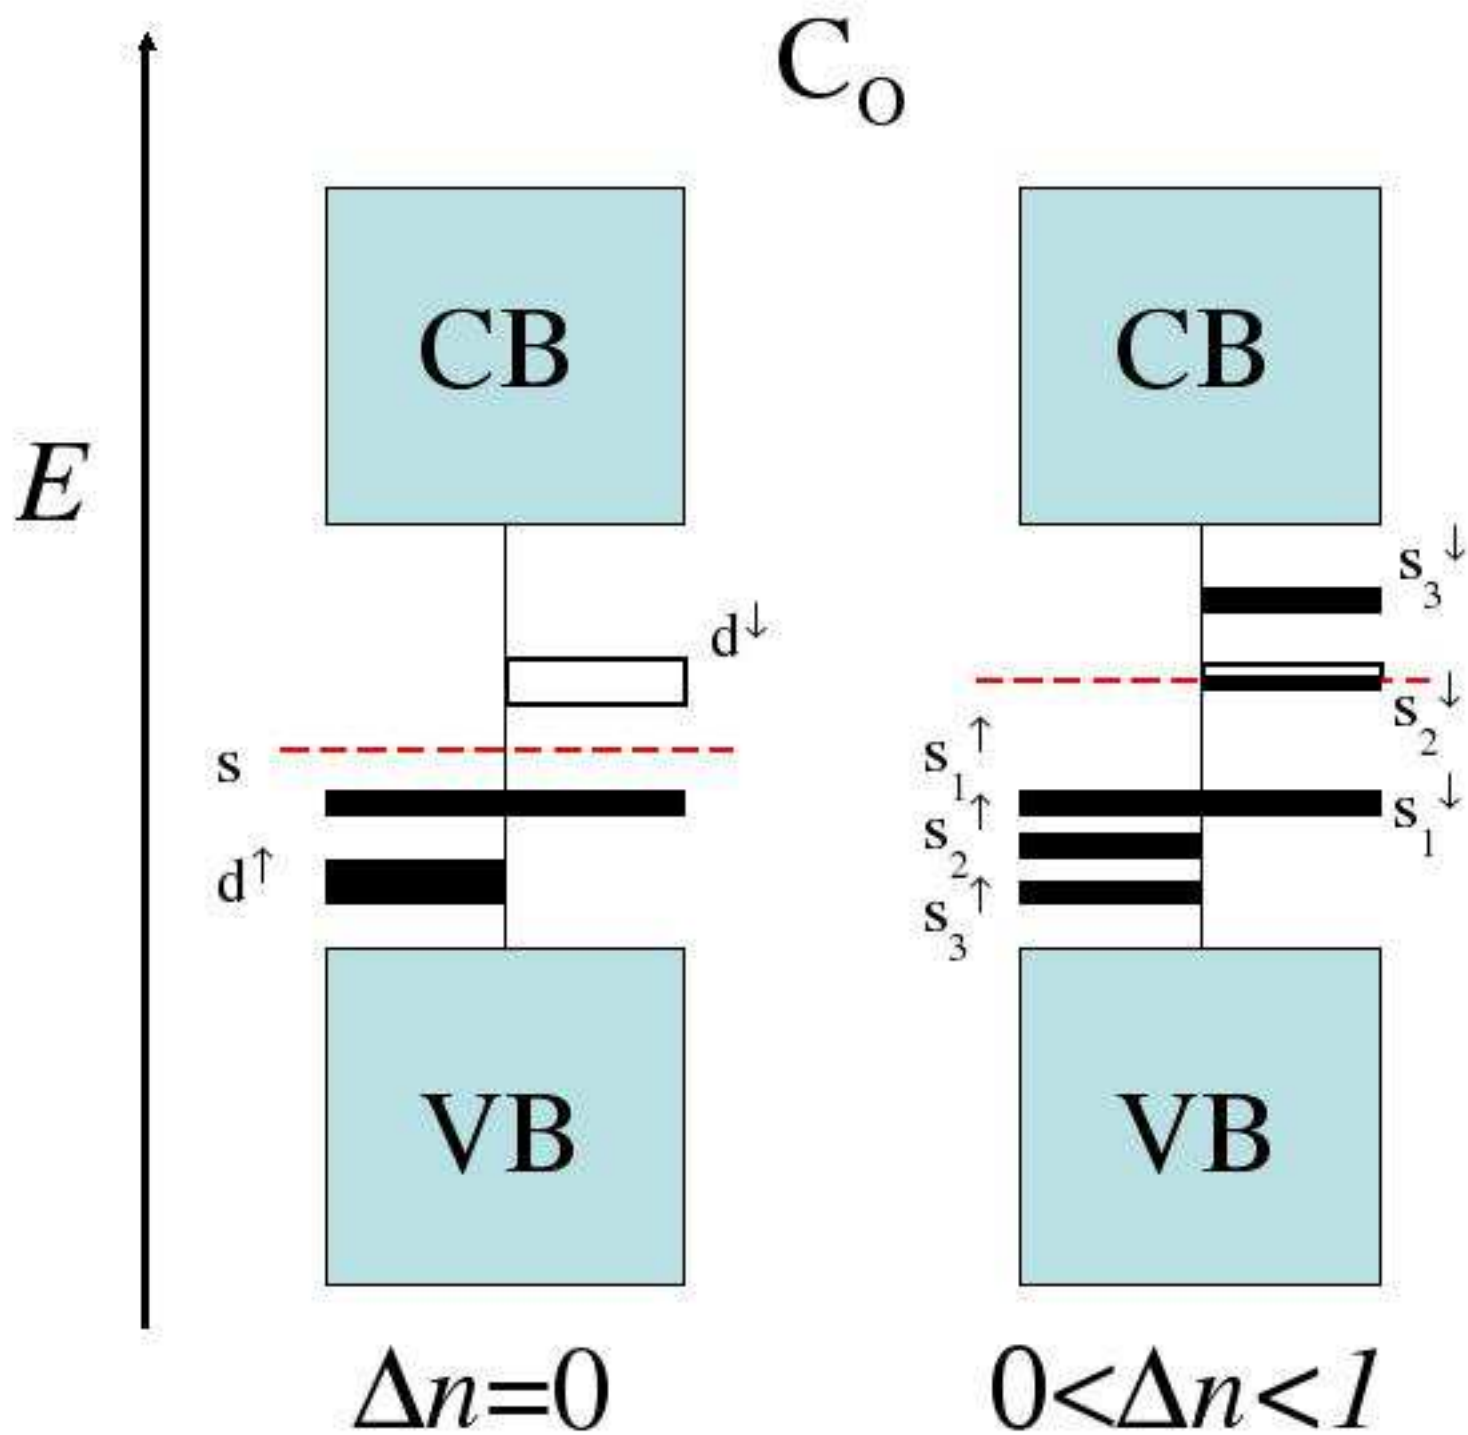 C_O
E
CB
CB
s₃↓
d↓
s₂↓
s
s₁↑
s₁↓
s₂↑
d↑
s₃↑
VB
VB
Δn=0
0<Δn<1